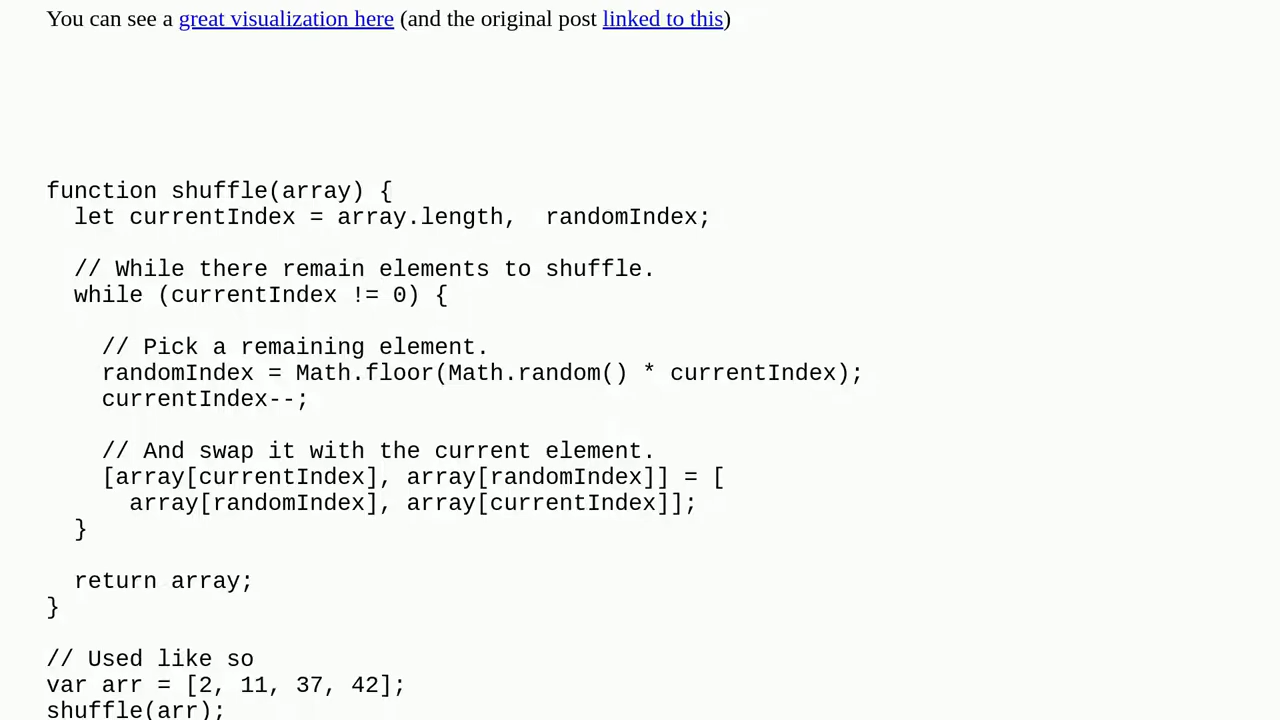 You can see a great visualization here (and the original post linked to this)
function shuffle(array) {
  let currentIndex = array.length,  randomIndex;
  // While there remain elements to shuffle.
  while (currentIndex != 0) {
    // Pick a remaining element.
    randomIndex = Math.floor(Math.random() * currentIndex);
    currentIndex--;
    // And swap it with the current element.
    [array[currentIndex], array[randomIndex]] = [
      array[randomIndex], array[currentIndex]];
  }
  return array;
}
// Used like so
var arr = [2, 11, 37, 42];
shuffle(arr);